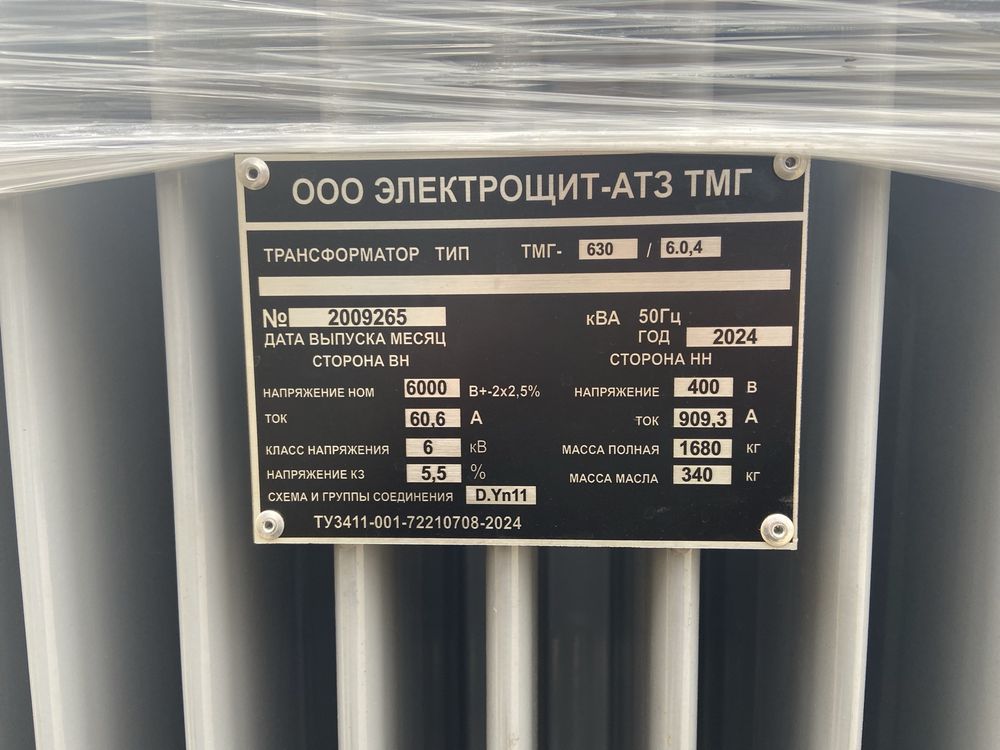 ООО ЭЛЕКТРОЩИТ-АТЗ ТМГ
ТРАНСФОРМАТОР ТИП ТМГ- 630 / 6.0,4
№ 2009265 кВА 50Гц
ДАТА ВЫПУСКА МЕСЯЦ ГОД 2024
СТОРОНА ВН СТОРОНА НН
НАПРЯЖЕНИЕ НОМ 6000 В+-2х2,5% НАПРЯЖЕНИЕ 400 В
ТОК 60,6 А ТОК 909,3 А
КЛАСС НАПРЯЖЕНИЯ 6 кВ МАССА ПОЛНАЯ 1680 кг
НАПРЯЖЕНИЕ КЗ 5,5 % МАССА МАСЛА 340 кг
СХЕМА И ГРУППЫ СОЕДИНЕНИЯ D.Yn11
ТУ3411-001-72210708-2024